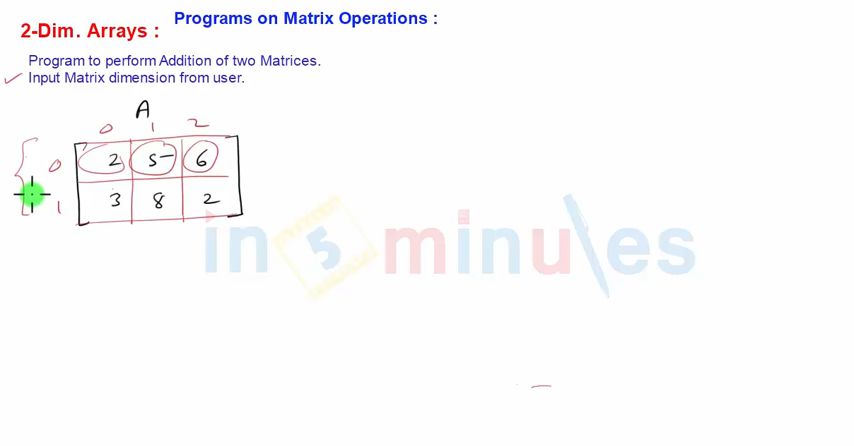 Programs on Matrix Operations :
2-Dim. Arrays :
Program to perform Addition of two Matrices.
Input Matrix dimension from user.
A
0 1 2
0 2 5 6
1 3 8 2
in 5 minutes